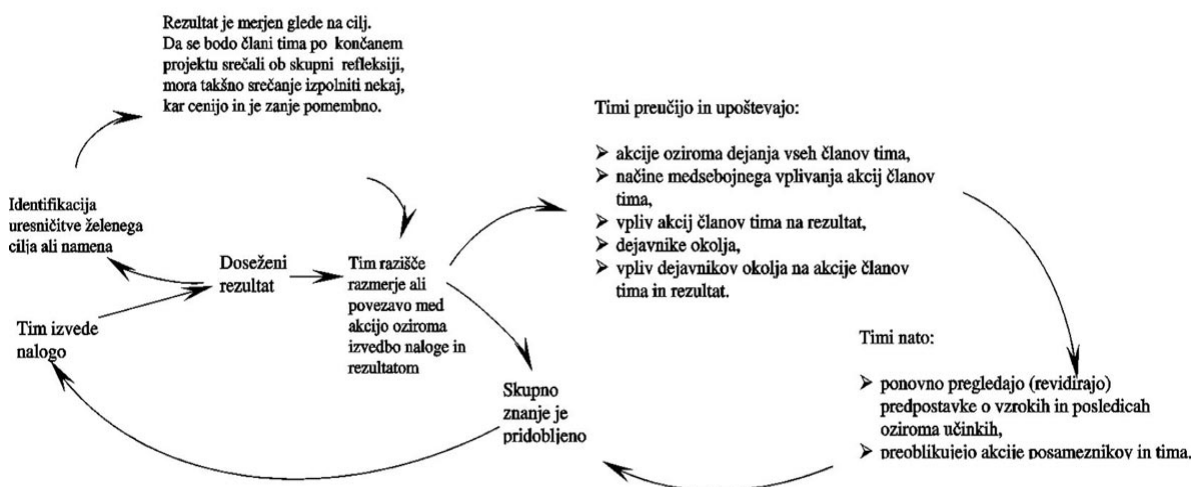 Rezultat je merjen glede na cilj.
Da se bodo člani tima po končanem
projektu srečali ob skupni refleksiji,
mora takšno srečanje izpolniti nekaj,
kar cenijo in je zanje pomembno.
Identifikacija
uresničitve želenega
cilja ali namena
Doseženi
rezultat
Tim izvede
nalogo
Tim razišče
razmerje ali
povezavo med
akcijo oziroma
izvedbo naloge in
rezultatom
Skupno
znanje je
pridobljeno
Timi preučijo in upoštevajo:
➢ akcije oziroma dejanja vseh članov tima,
➢ načine medsebojnega vplivanja akcij članov
tima,
➢ vpliv akcij članov tima na rezultat,
➢ dejavnike okolja,
➢ vpliv dejavnikov okolja na akcije članov
tima in rezultat.
Timi nato:
➢ ponovno pregledajo (revidirajo)
predpostavke o vzrokih in posledicah
oziroma učinkih,
➢ preoblikujejo akcije posameznikov in tima.